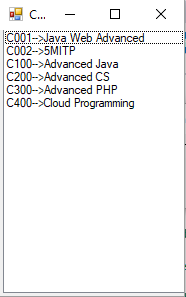 C...
C001-->Java Web Advanced
C002-->5MITP
C100-->Advanced Java
C200-->Advanced CS
C300-->Advanced PHP
C400-->Cloud Programming